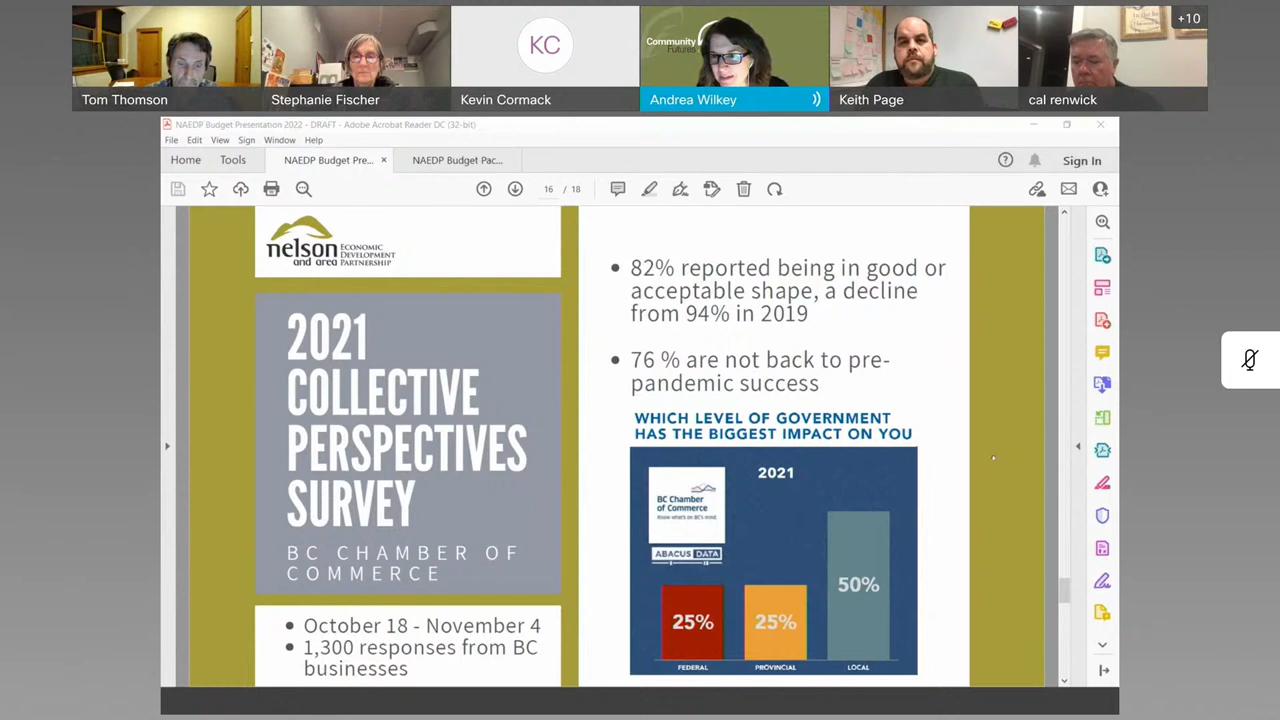 +10
KC
Community
Futures
Tom Thomson
Stephanie Fischer
Kevin Cormack
Andrea Wilkey
Keith Page
cal renwick
NAEDP Budget Presentation 2022 - DRAFT - Adobe Acrobat Reader DC (32-bit)
File Edit View Sign Window Help
Home Tools NAEDP Budget Pre... × NAEDP Budget Pac... Sign In
16 / 18
nelson
and area
ECONOMIC
DEVELOPMENT
PARTNERSHIP
2021
COLLECTIVE
PERSPECTIVES
SURVEY
BC CHAMBER OF
COMMERCE
• October 18 - November 4
• 1,300 responses from BC
businesses
• 82% reported being in good or
acceptable shape, a decline
from 94% in 2019
• 76 % are not back to pre-
pandemic success
WHICH LEVEL OF GOVERNMENT
HAS THE BIGGEST IMPACT ON YOU
2021
BC Chamber
of Commerce
Know what's on BC's mind.
ABACUS DATA
25%
25%
50%
FEDERAL
PROVINCIAL
LOCAL